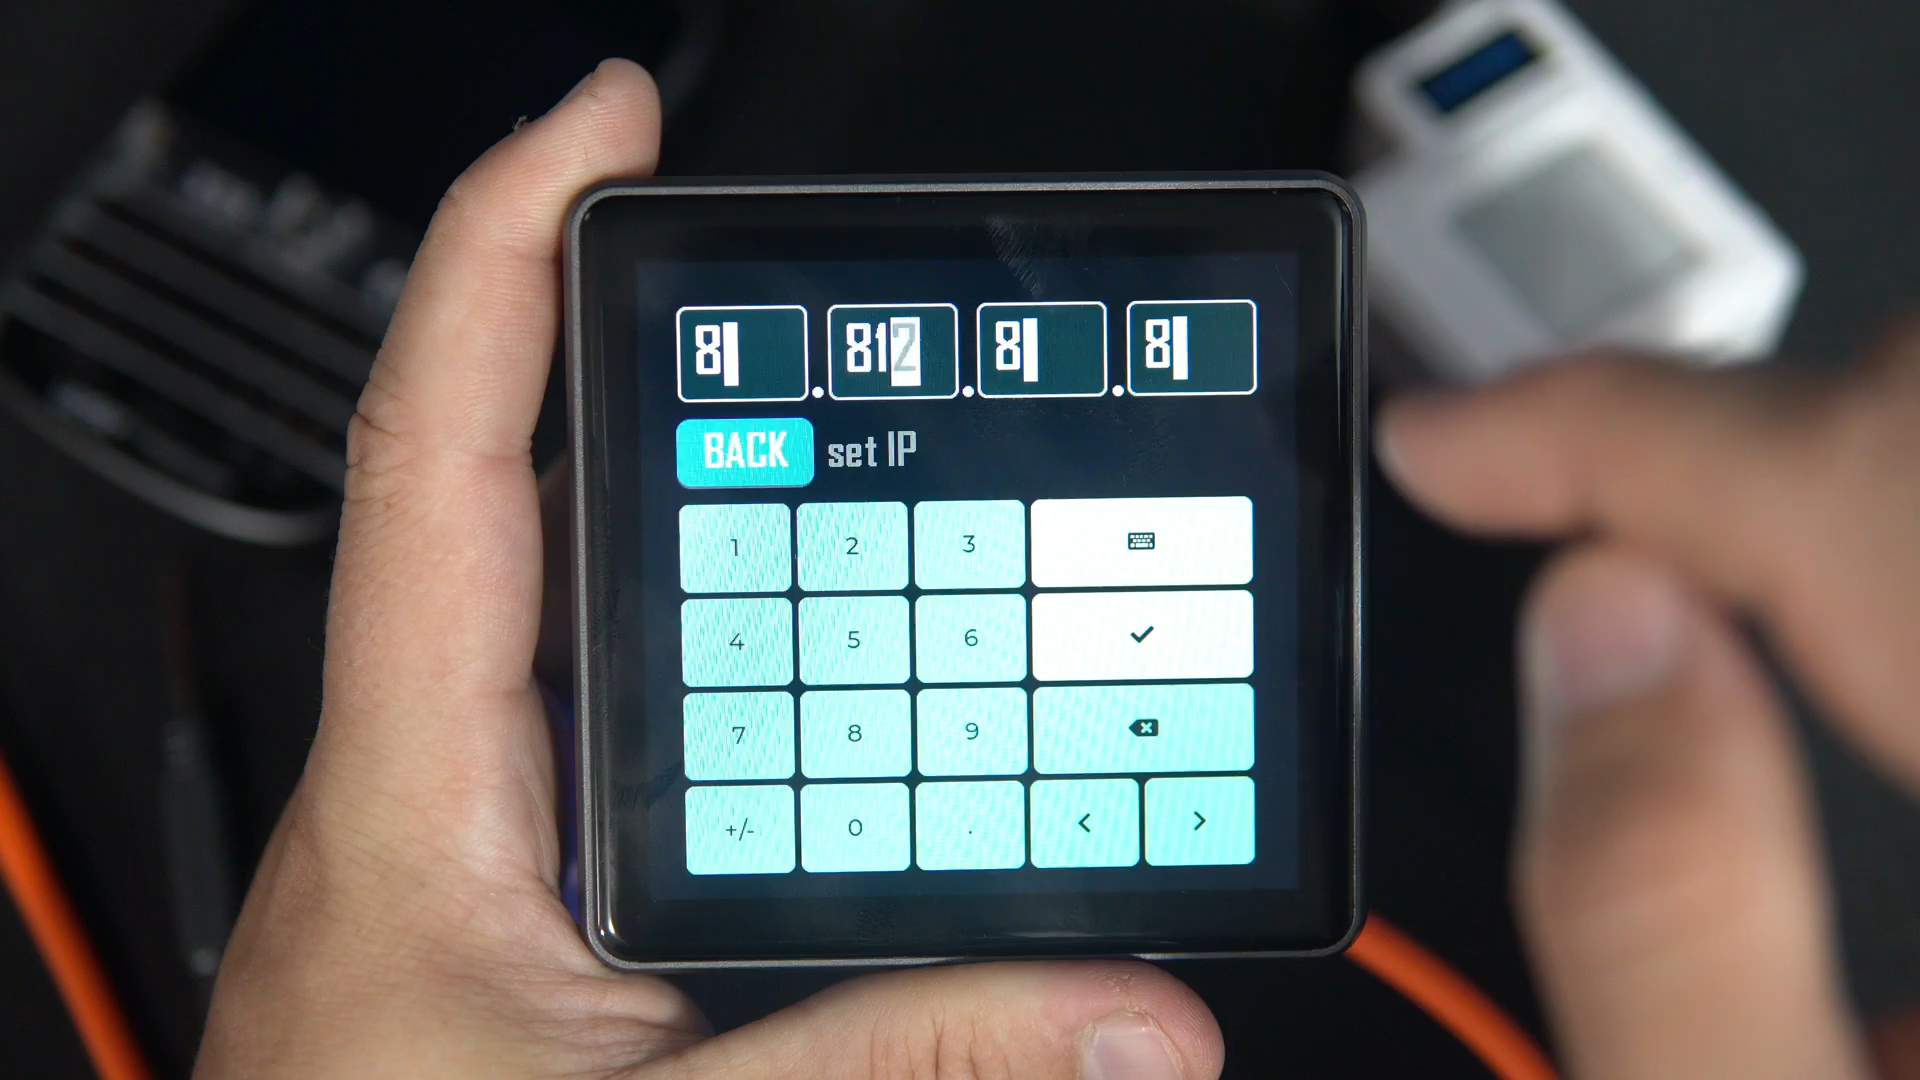 8 . 812 . 8 . 8
BACK set IP
1 2 3
4 5 6
7 8 9
+/- 0 . < >